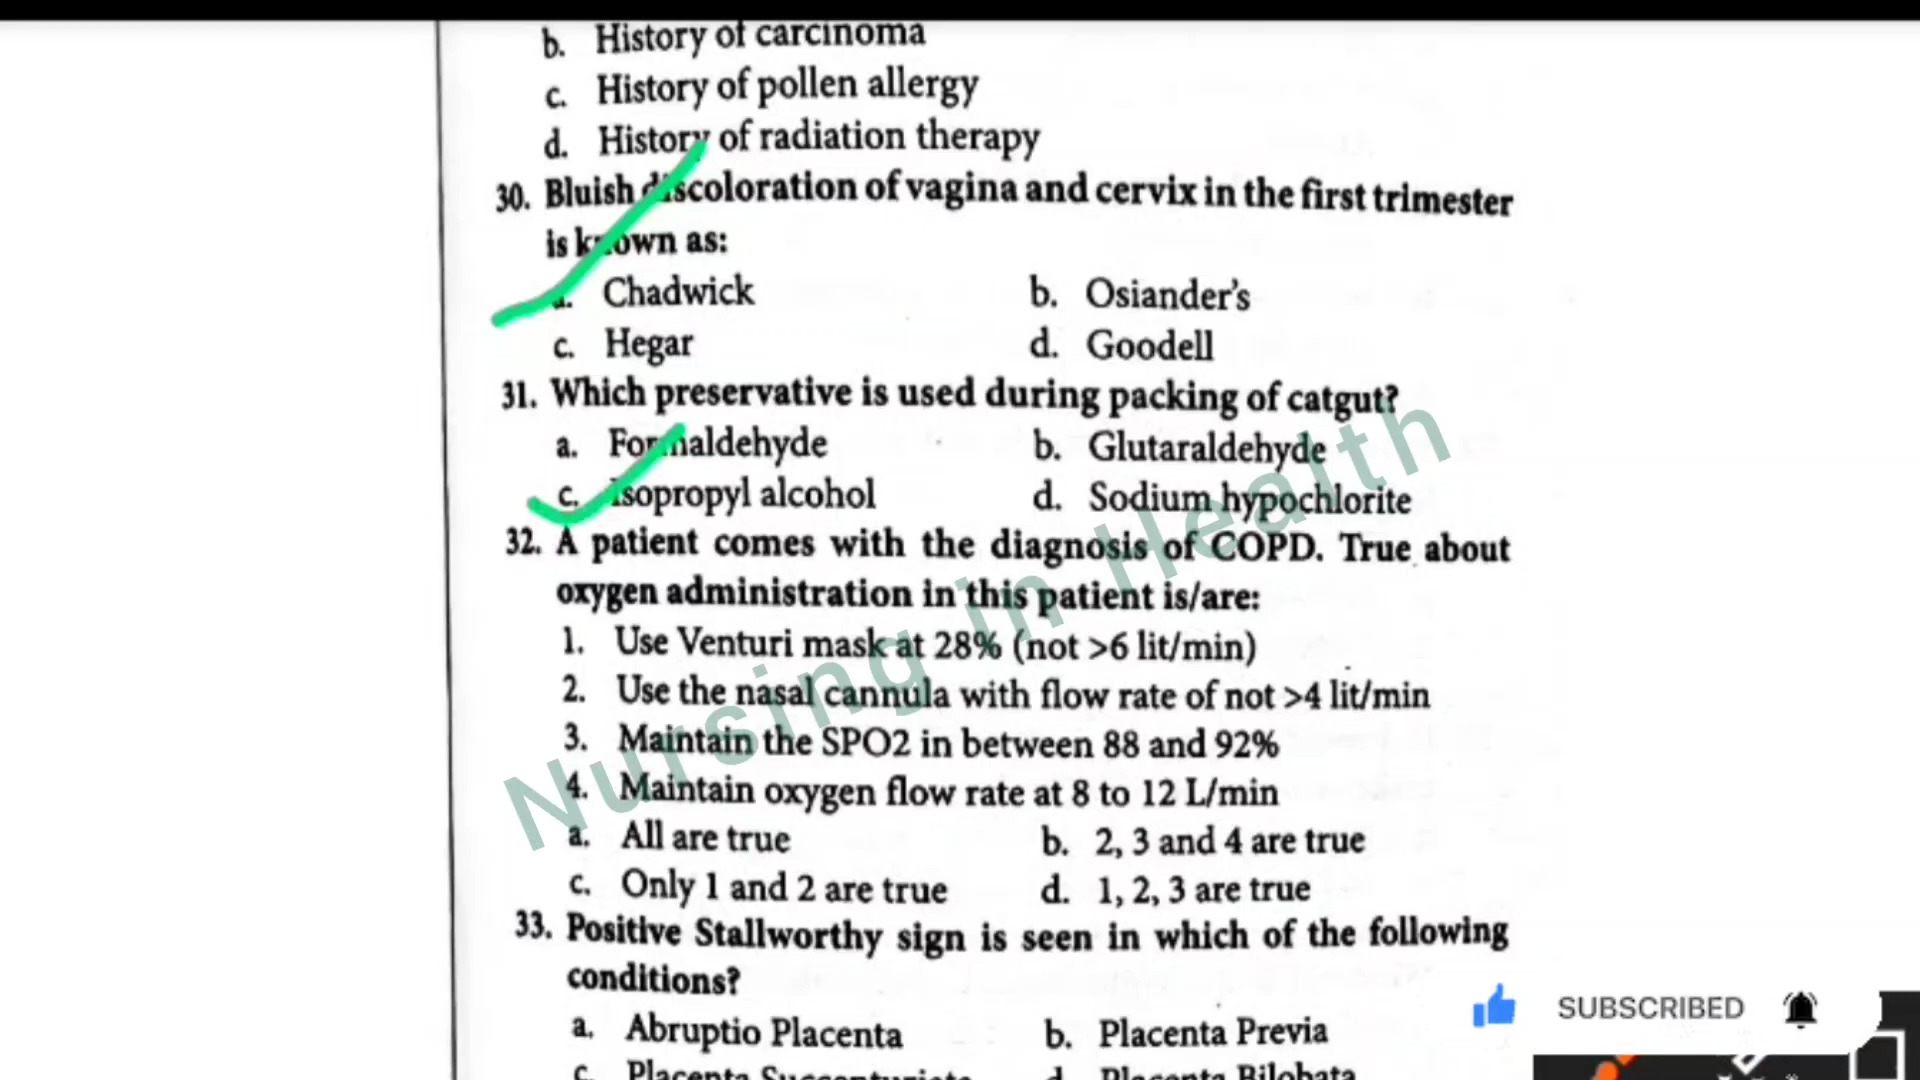 b. History of carcinoma
c. History of pollen allergy
d. History of radiation therapy
30. Bluish discoloration of vagina and cervix in the first trimester
is known as:
a. Chadwick b. Osiander's
c. Hegar d. Goodell
31. Which preservative is used during packing of catgut?
a. Formaldehyde b. Glutaraldehyde
c. Isopropyl alcohol d. Sodium hypochlorite
32. A patient comes with the diagnosis of COPD. True about
oxygen administration in this patient is/are:
1. Use Venturi mask at 28% (not >6 lit/min)
2. Use the nasal cannula with flow rate of not >4 lit/min
3. Maintain the SPO2 in between 88 and 92%
4. Maintain oxygen flow rate at 8 to 12 L/min
a. All are true b. 2, 3 and 4 are true
c. Only 1 and 2 are true d. 1, 2, 3 are true
33. Positive Stallworthy sign is seen in which of the following
conditions?
a. Abruptio Placenta b. Placenta Previa
c. Placenta Succenturiate d. Placenta Bilobata
Nursing in Health
SUBSCRIBED